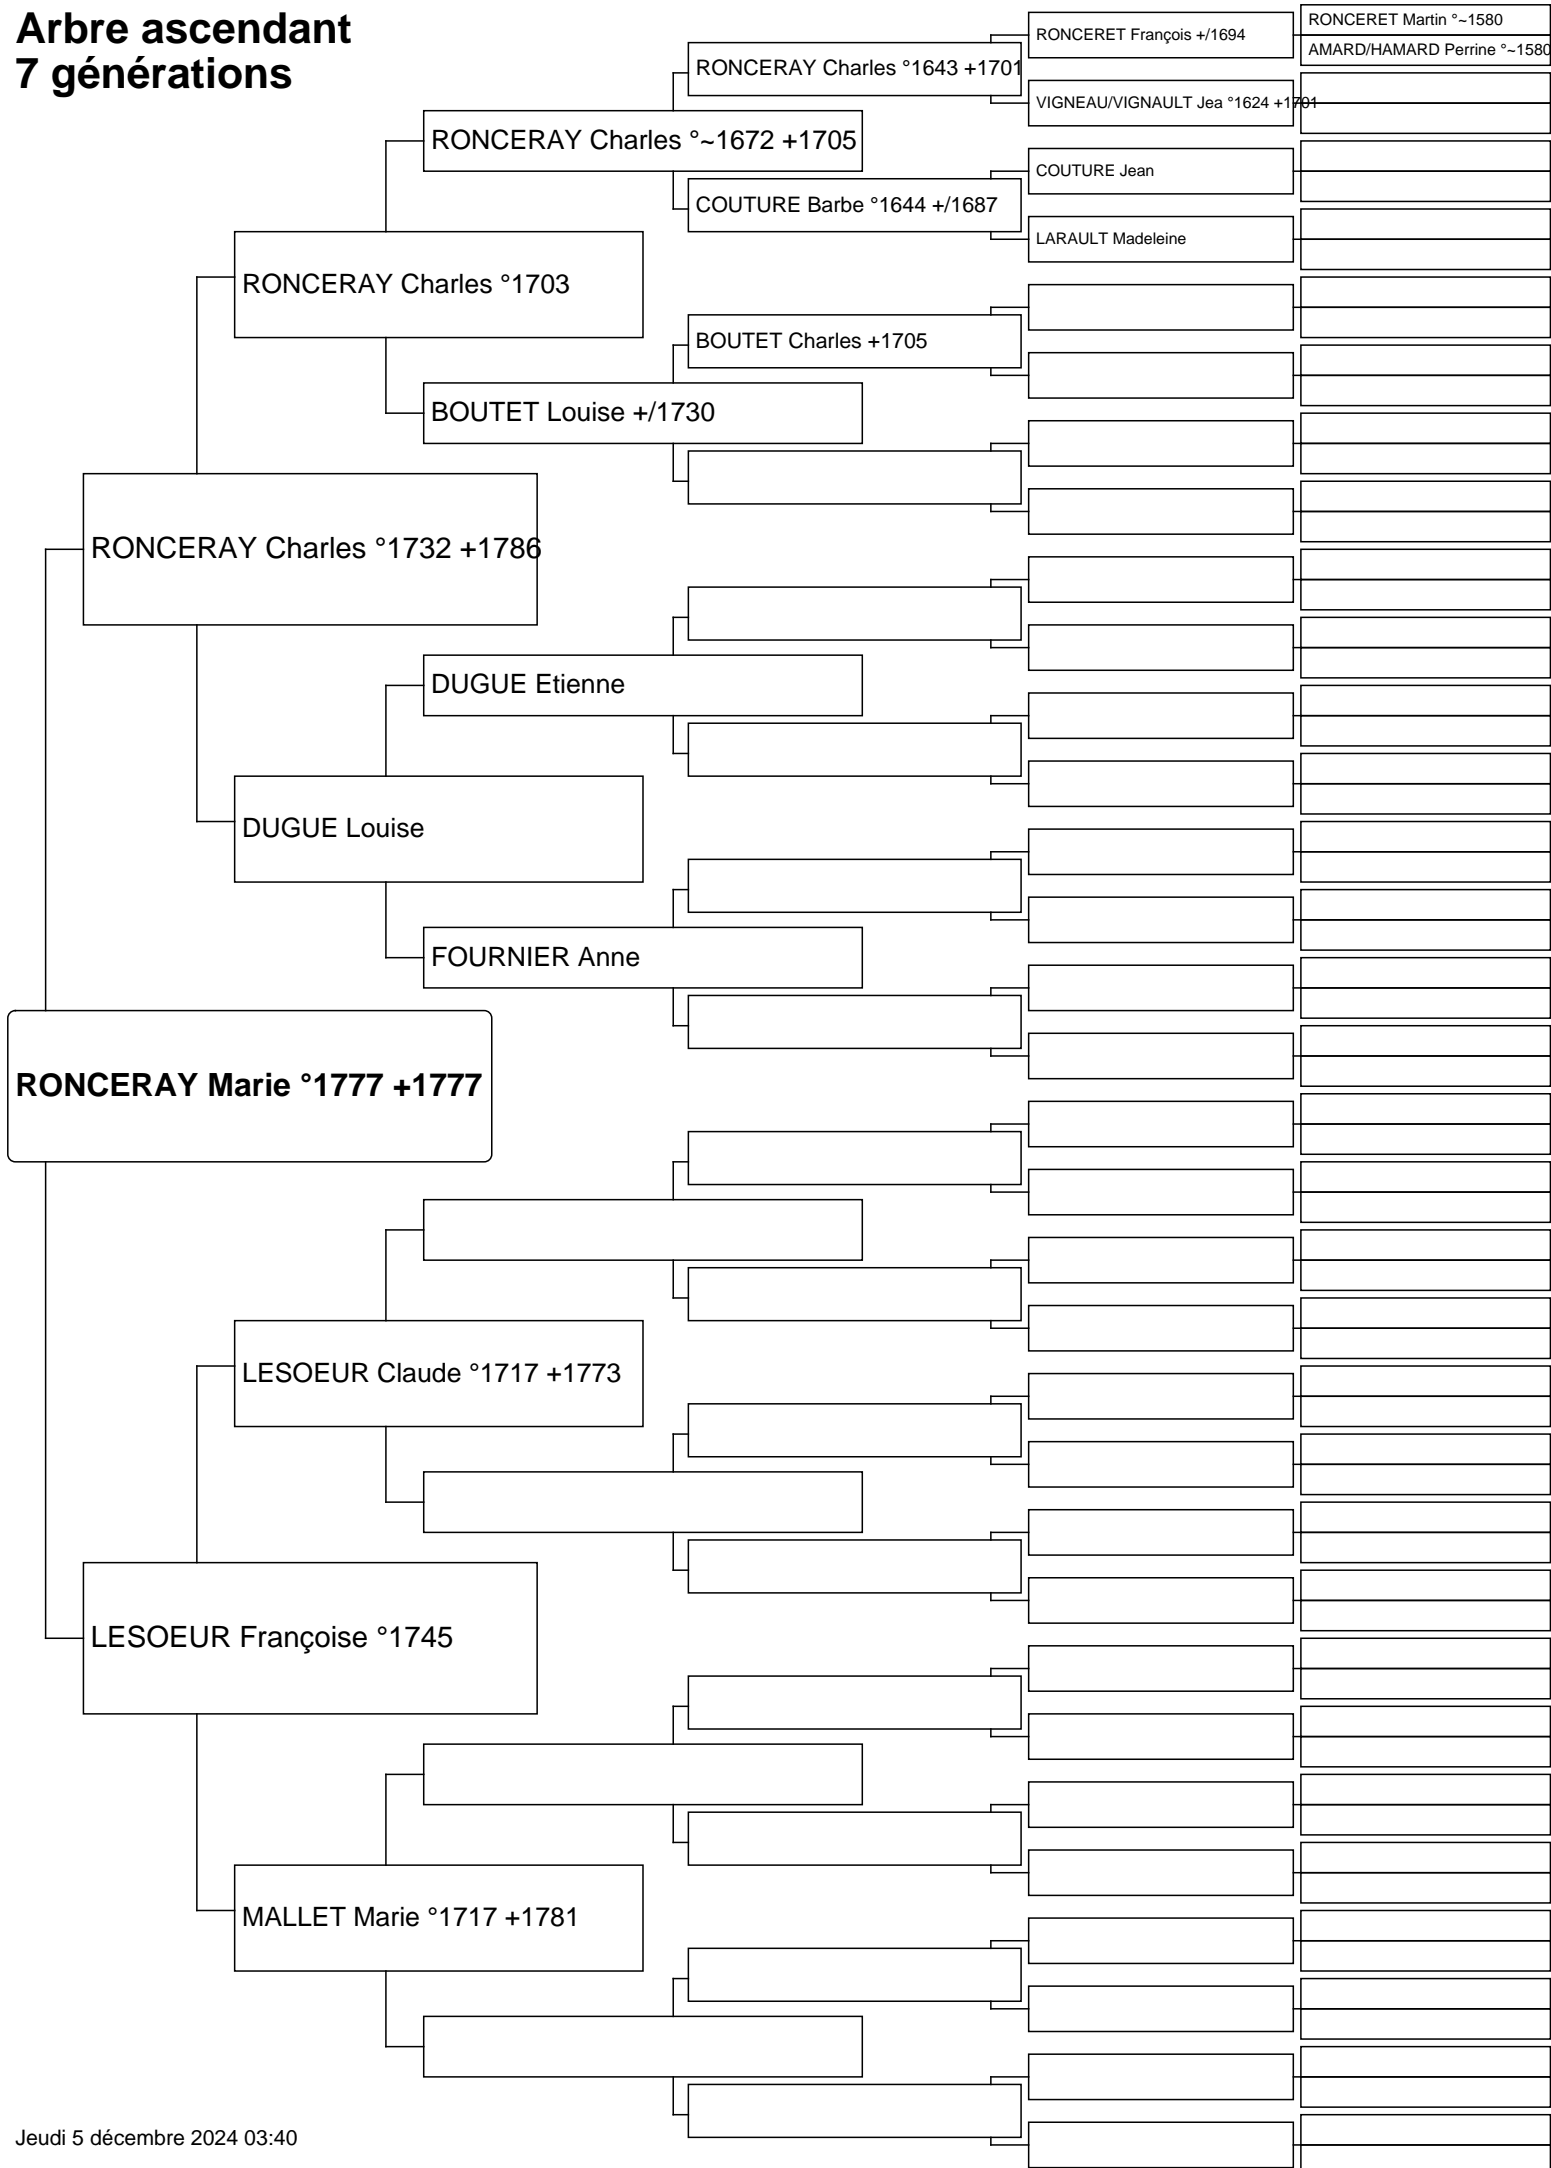 Arbre ascendant
7 générations
RONCERET François +/1694
RONCERET Martin °~1580
AMARD/HAMARD Perrine °~1580
RONCERAY Charles °1643 +1701
VIGNEAU/VIGNAULT Jea °1624 +1701
RONCERAY Charles °~1672 +1705
COUTURE Jean
COUTURE Barbe °1644 +/1687
LARAULT Madeleine
RONCERAY Charles °1703
BOUTET Charles +1705
BOUTET Louise +/1730
RONCERAY Charles °1732 +1786
DUGUE Etienne
DUGUE Louise
FOURNIER Anne
RONCERAY Marie °1777 +1777
LESOEUR Claude °1717 +1773
LESOEUR Françoise °1745
MALLET Marie °1717 +1781
Jeudi 5 décembre 2024 03:40